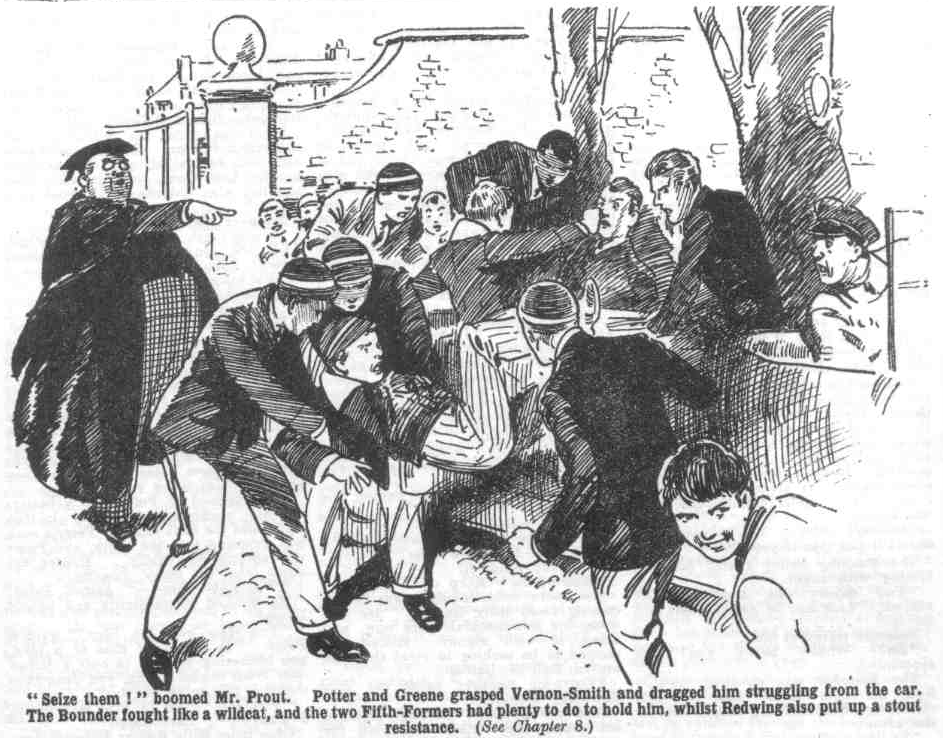 "Seize them!" boomed Mr. Prout. Potter and Greene grasped Vernon-Smith and dragged him struggling from the car.
The Bounder fought like a wildcat, and the two Fifth-Formers had plenty to do to hold him, whilst Redwing also put up a stout
resistance. (See Chapter 8.)